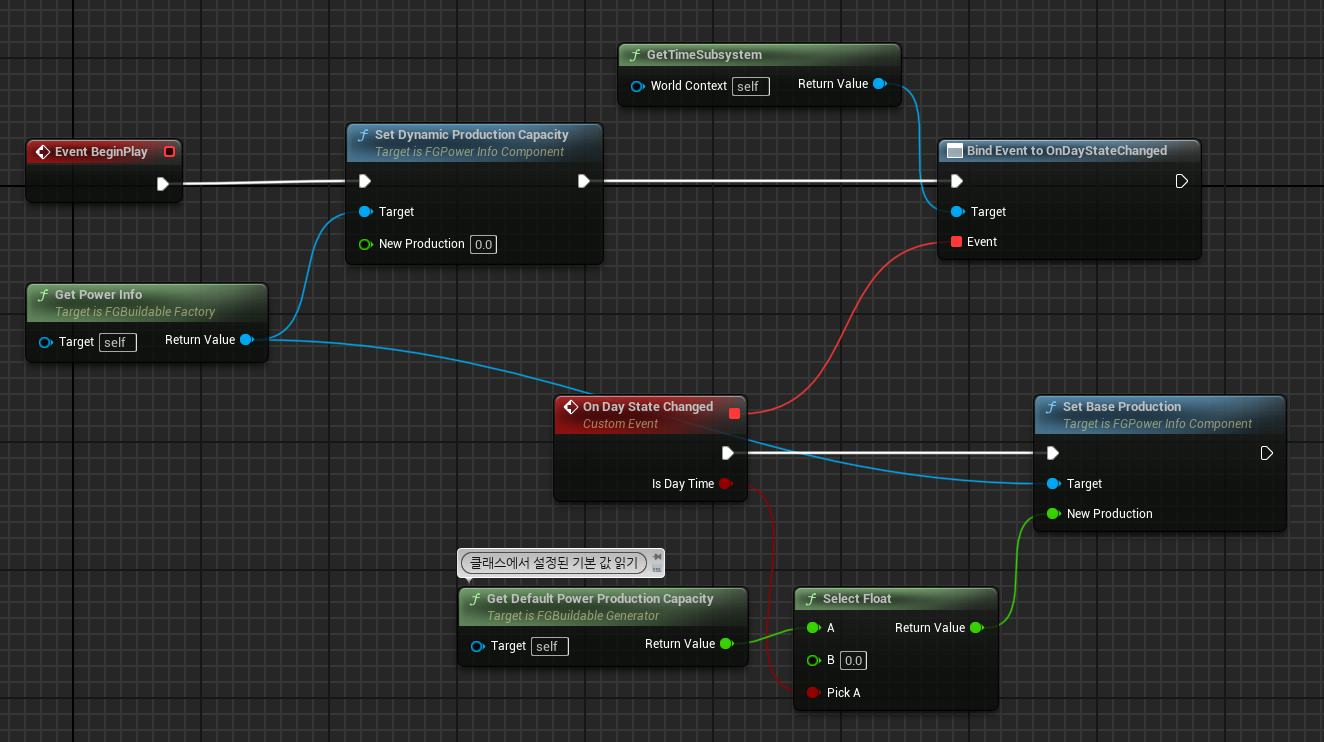 GetTimeSubsystem
World Context self Return Value
Event BeginPlay
Set Dynamic Production Capacity
Target is FGPower Info Component
Target
New Production 0.0
Bind Event to OnDayStateChanged
Target
Event
Get Power Info
Target is FGBuildable Factory
Target self Return Value
On Day State Changed
Custom Event
Is Day Time
Set Base Production
Target is FGPower Info Component
Target
New Production
클래스에서 설정된 기본 값 읽기
Get Default Power Production Capacity
Target is FGBuildable Generator
Target self Return Value
Select Float
A Return Value
B 0.0
Pick A